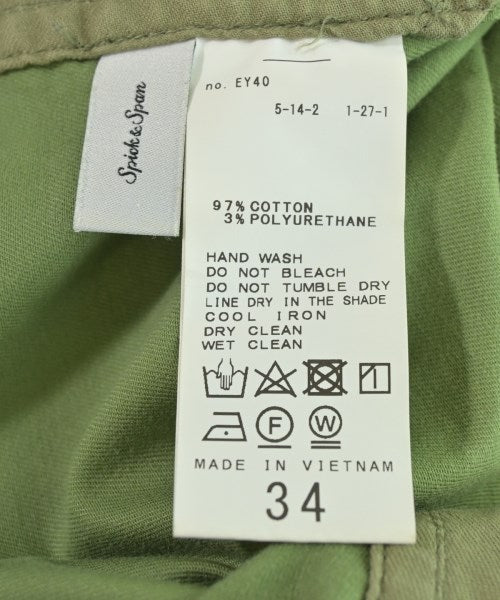 Spick&Span
no. EY40
5-14-2 1-27-1
97% COTTON
3% POLYURETHANE
HAND WASH
DO NOT BLEACH
DO NOT TUMBLE DRY
LINE DRY IN THE SHADE
COOL IRON
DRY CLEAN
WET CLEAN
F W
MADE IN VIETNAM
34